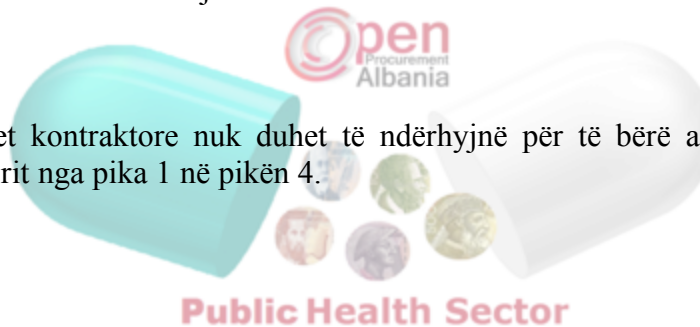 Open
Procurement
Albania
et kontraktore nuk duhet të ndërhyjnë për të bërë a
rit nga pika 1 në pikën 4.
Public Health Sector